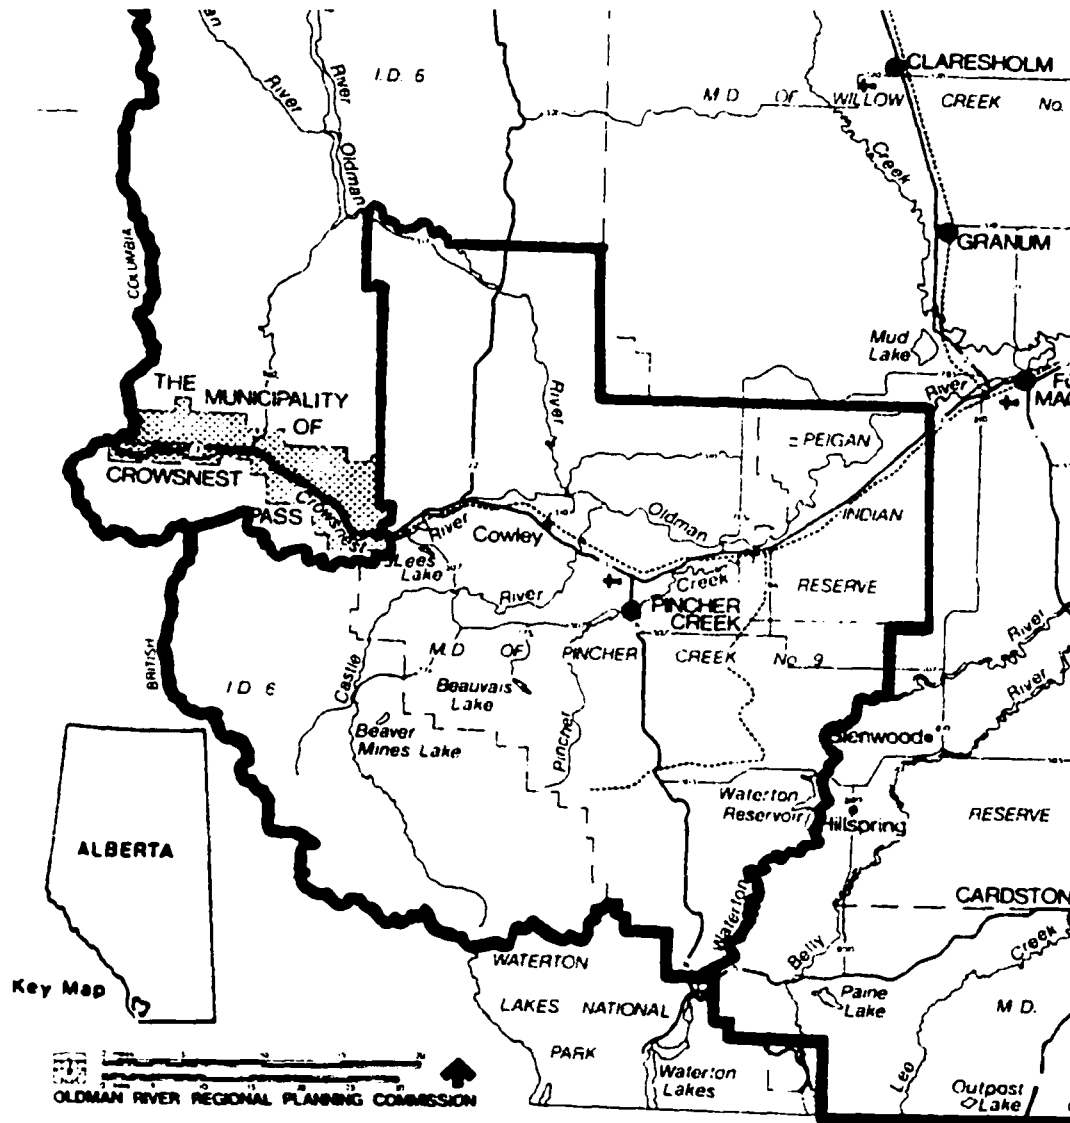 River
River
I.D. 6
Oldman
COLUMBIA
CLARESHOLM
M.D. OF WILLOW CREEK No.
Creek
GRANUM
Mud
Lake
River
MAC
THE MUNICIPALITY
OF
CROWSNEST
PASS
Crowsnest
River
River
Cowley
Lees
Lake
Oldman
PEIGAN
INDIAN
RESERVE
Creek
PINCHER
CREEK
River
M.D. OF PINCHER CREEK No. 9
BRITISH
I.D. 6
Castle
Beauvais
Lake
Beaver
Mines Lake
Pincher
River
River
Glenwood
Waterton
Reservoir
Hillspring
RESERVE
CARDSTON
Waterton
Belly
Creek
Paine
Lake
M.D.
Lee
Outpost
Lake
WATERTON
LAKES NATIONAL
PARK
Waterton
Lakes
ALBERTA
Key Map
OLDMAN RIVER REGIONAL PLANNING COMMISSION